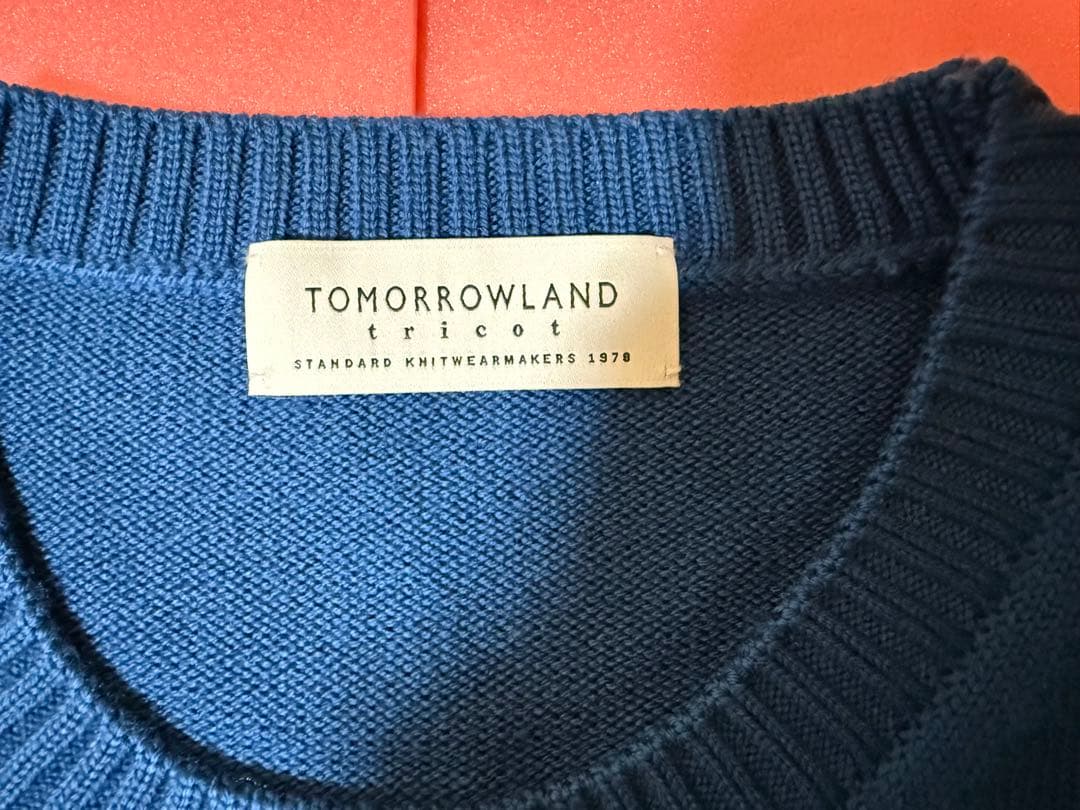 TOMORROWLAND
tricot
STANDARD KNITWEARMAKERS 1978